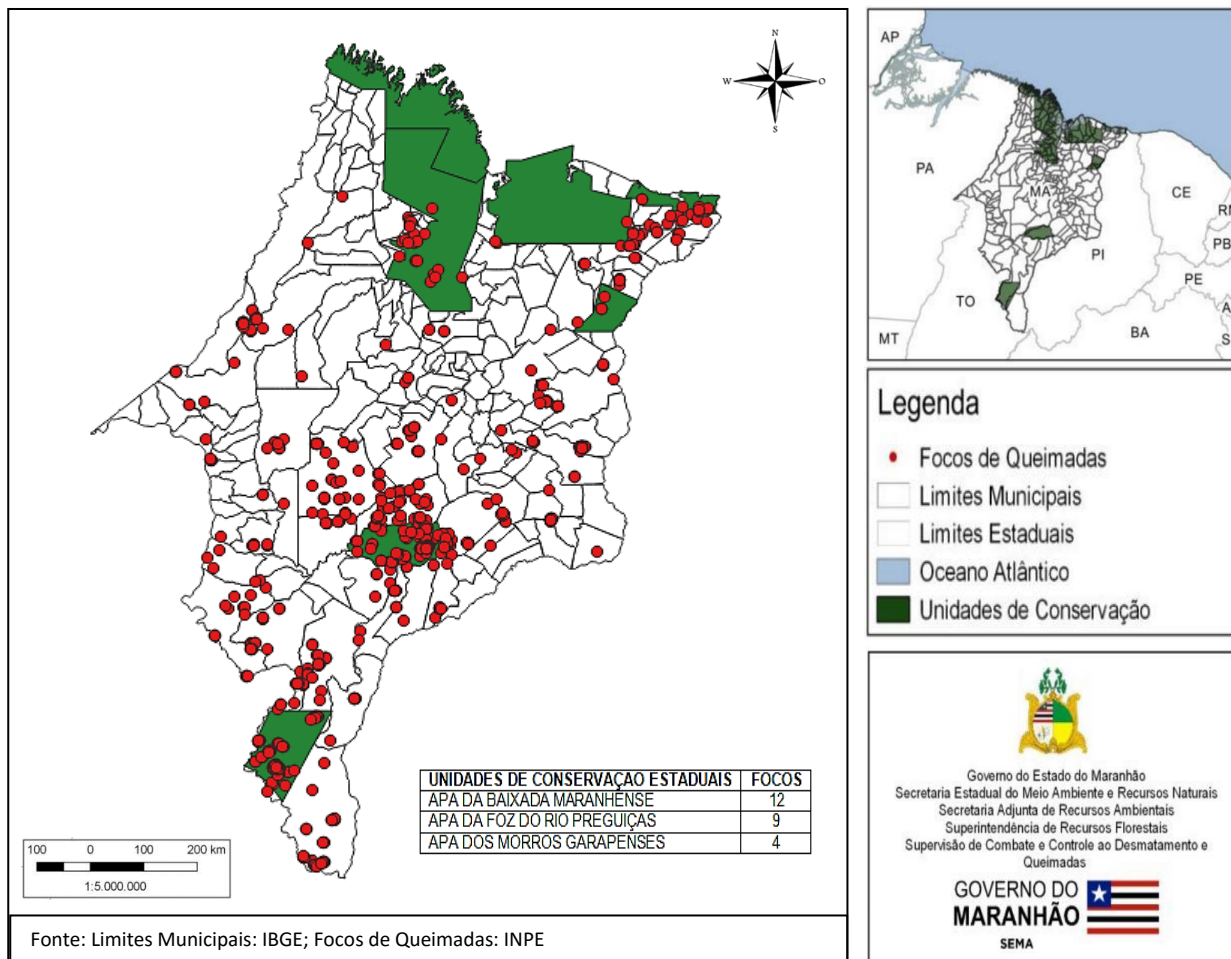 N
W
O
S
UNIDADES DE CONSERVAÇAO ESTADUAIS FOCOS
APA DA BAIXADA MARANHENSE 12
APA DA FOZ DO RIO PREGUIÇAS 9
APA DOS MORROS GARAPENSES 4
100 0 100 200 km
1:5.000.000
Fonte: Limites Municipais: IBGE; Focos de Queimadas: INPE
AP
PA
MA
CE
RN
PB
PI
PE
TO
A
BA
MT
S
Legenda
Focos de Queimadas
Limites Municipais
Limites Estaduais
Oceano Atlântico
Unidades de Conservação
Governo do Estado do Maranhão
Secretaria Estadual do Meio Ambiente e Recursos Naturais
Secretaria Adjunta de Recursos Ambientais
Superintendência de Recursos Florestais
Supervisão de Combate e Controle ao Desmatamento e
Queimadas
GOVERNO DO
MARANHÃO
SEMA